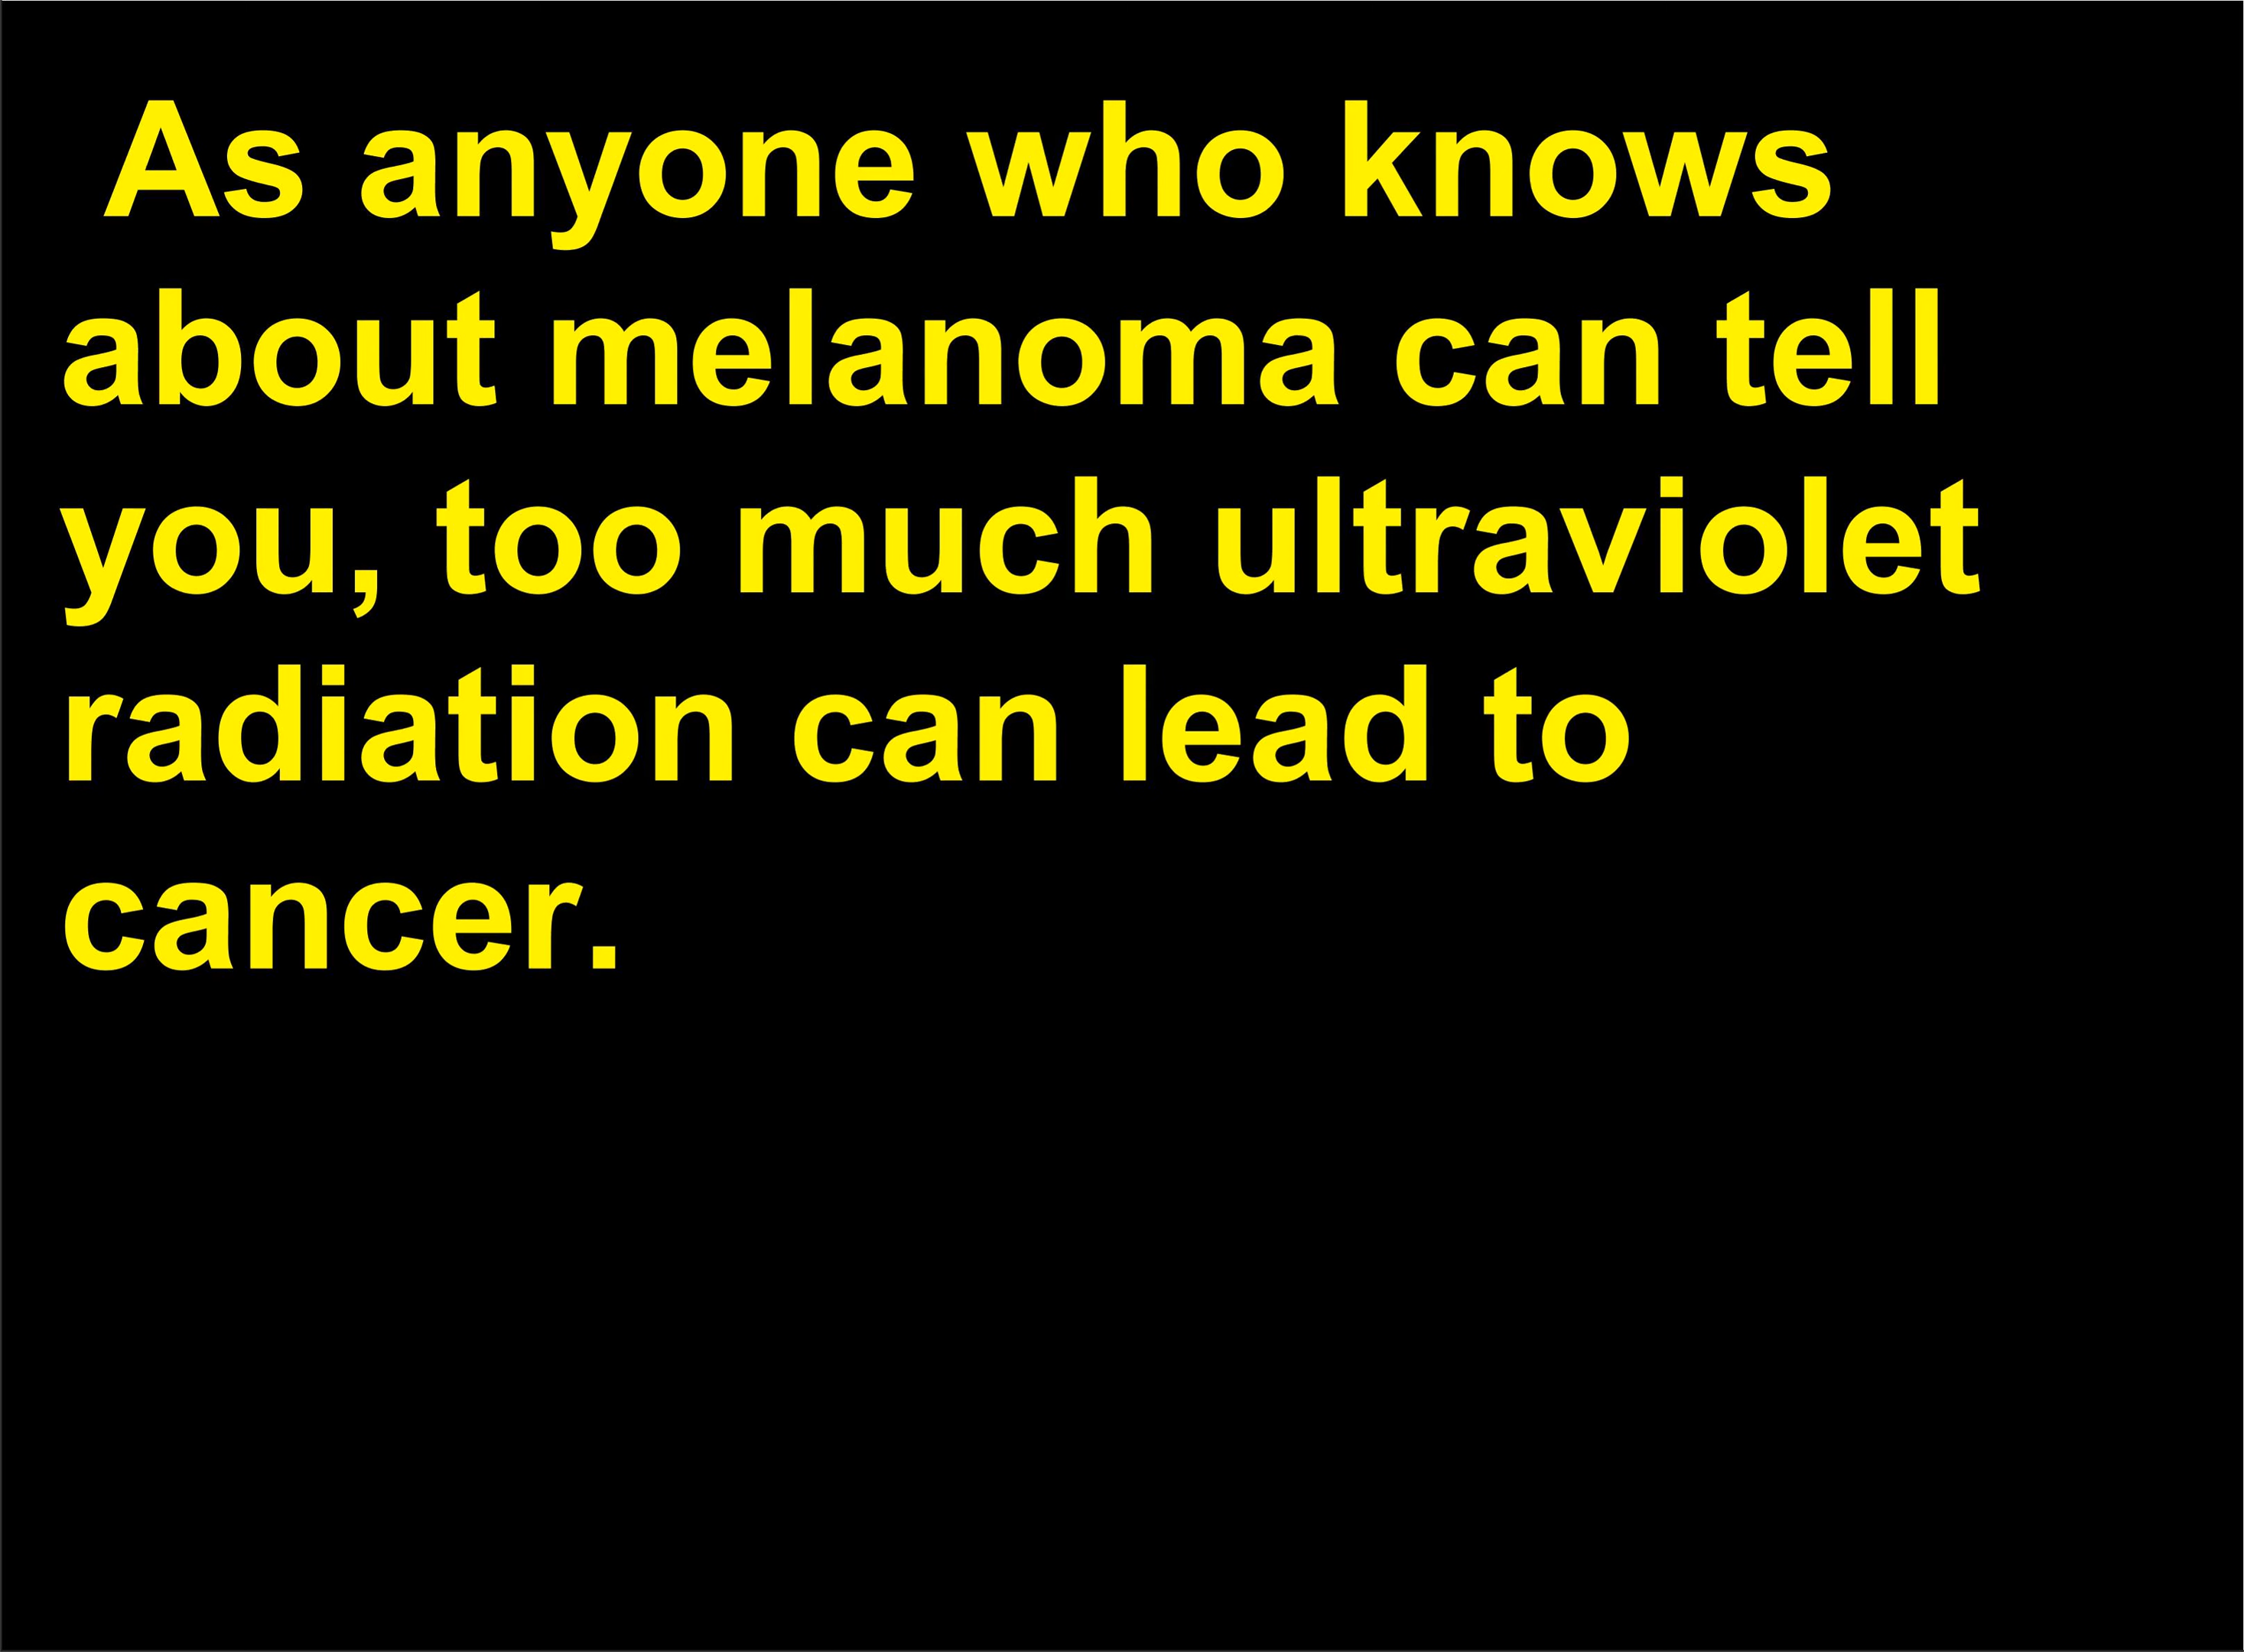 As anyone who knows
about melanoma can tell
you, too much ultraviolet
radiation can lead to
cancer.